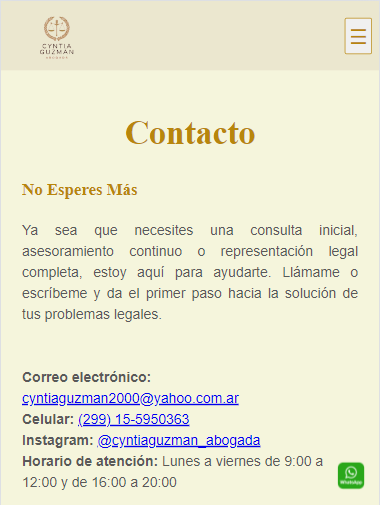 CYNTIA
GUZMAN
ABOGADA
Contacto
No Esperes Más
Ya sea que necesites una consulta inicial,
asesoramiento continuo o representación legal
completa, estoy aquí para ayudarte. Llámame o
escríbeme y da el primer paso hacia la solución de
tus problemas legales.
Correo electrónico:
cyntiaguzman2000@yahoo.com.ar
Celular: (299) 15-5950363
Instagram: @cyntiaguzman_abogada
Horario de atención: Lunes a viernes de 9:00 a
12:00 y de 16:00 a 20:00
WhatsApp